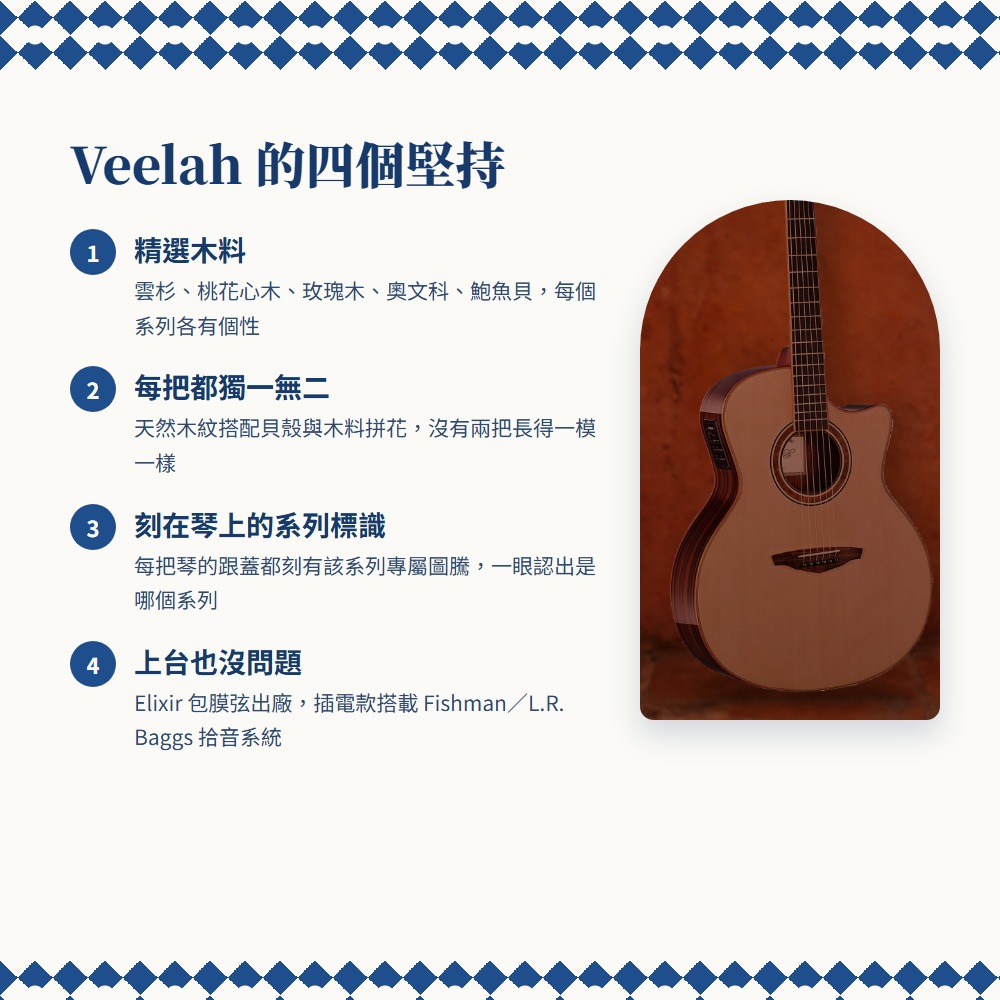 Veelah 的四個堅持
1 精選木料
雲杉、桃花心木、玫瑰木、奧文科、鮑魚貝，每個
系列各有個性
2 每把都獨一無二
天然木紋搭配貝殼與木料拼花，沒有兩把長得一模
一樣
3 刻在琴上的系列標識
每把琴的跟蓋都刻有該系列專屬圖騰，一眼認出是
哪個系列
4 上台也沒問題
Elixir 包膜弦出廠，插電款搭載 Fishman／L.R.
Baggs 拾音系統